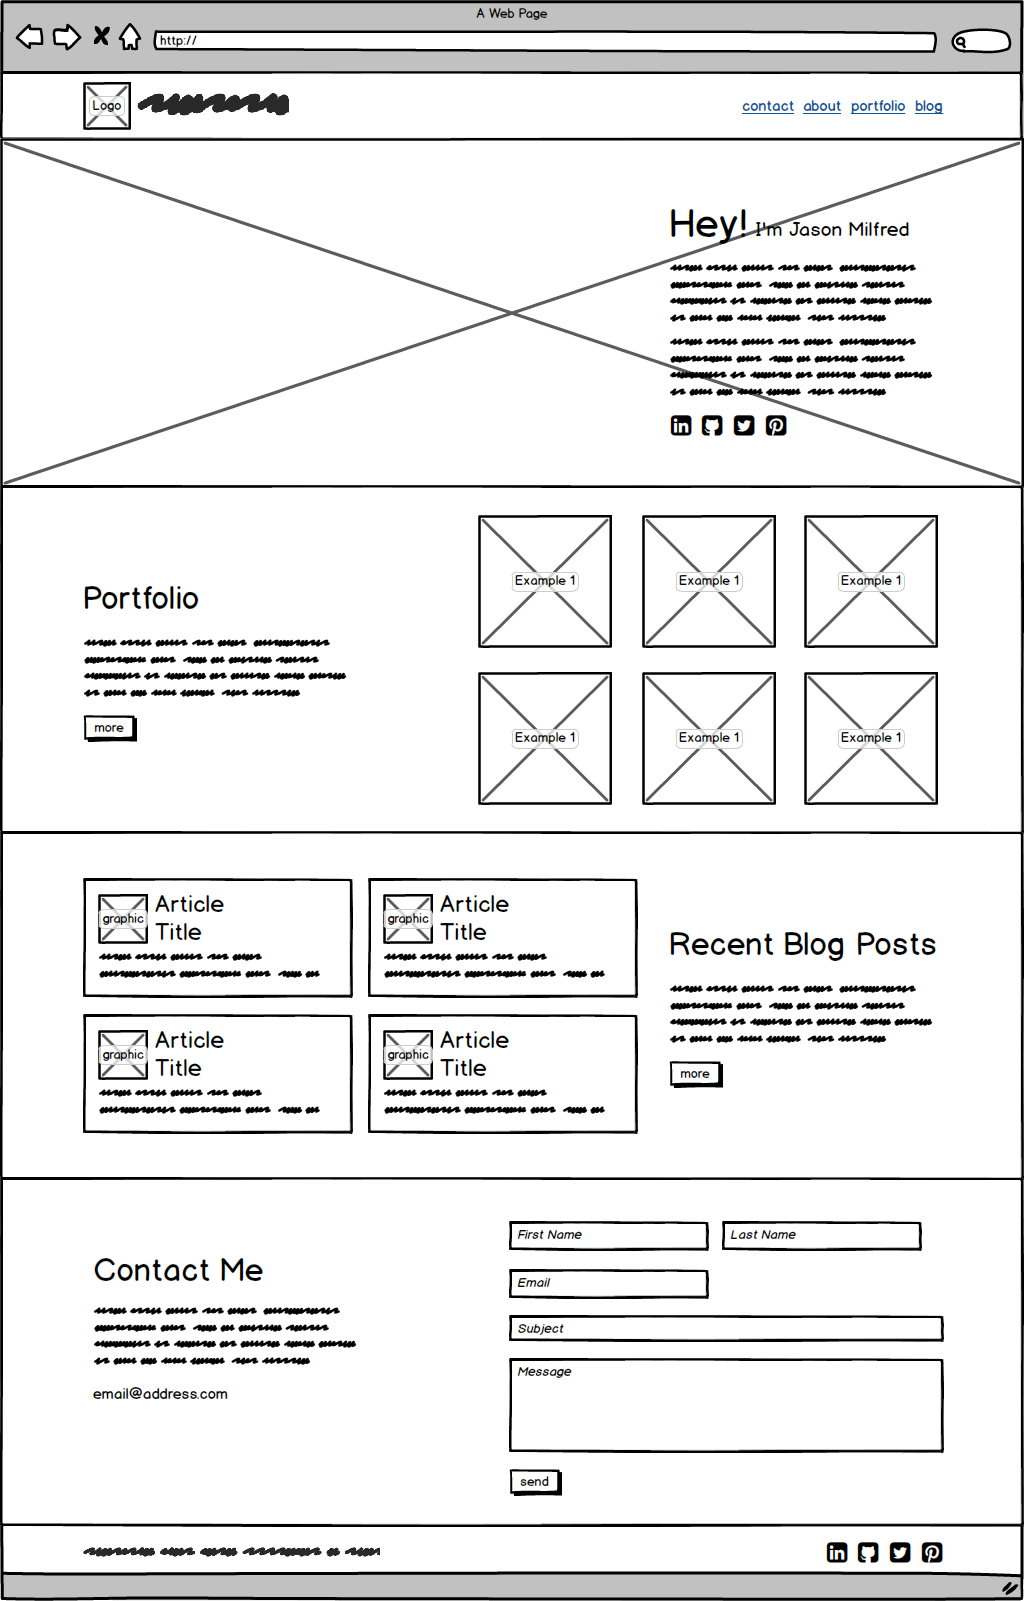 A Web Page
http://
Logo
contact about portfolio blog
Hey! I'm Jason Milfred
Portfolio
more
Example 1 Example 1 Example 1
Example 1 Example 1 Example 1
graphic
Article
Title
graphic
Article
Title
graphic
Article
Title
graphic
Article
Title
Recent Blog Posts
more
Contact Me
email@address.com
First Name Last Name
Email
Subject
Message
send